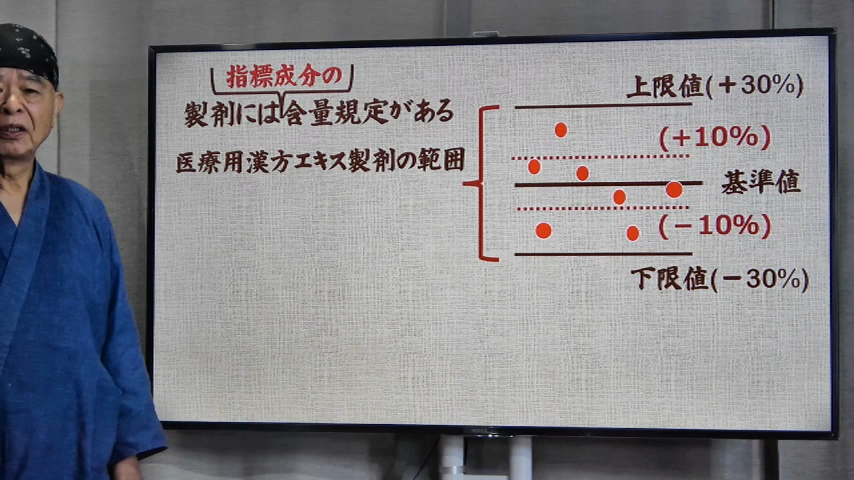 指標成分の
製剤には含量規定がある
医療用漢方エキス製剤の範囲
上限値(+30%)
(+10%)
基準値
(−10%)
下限値(−30%)